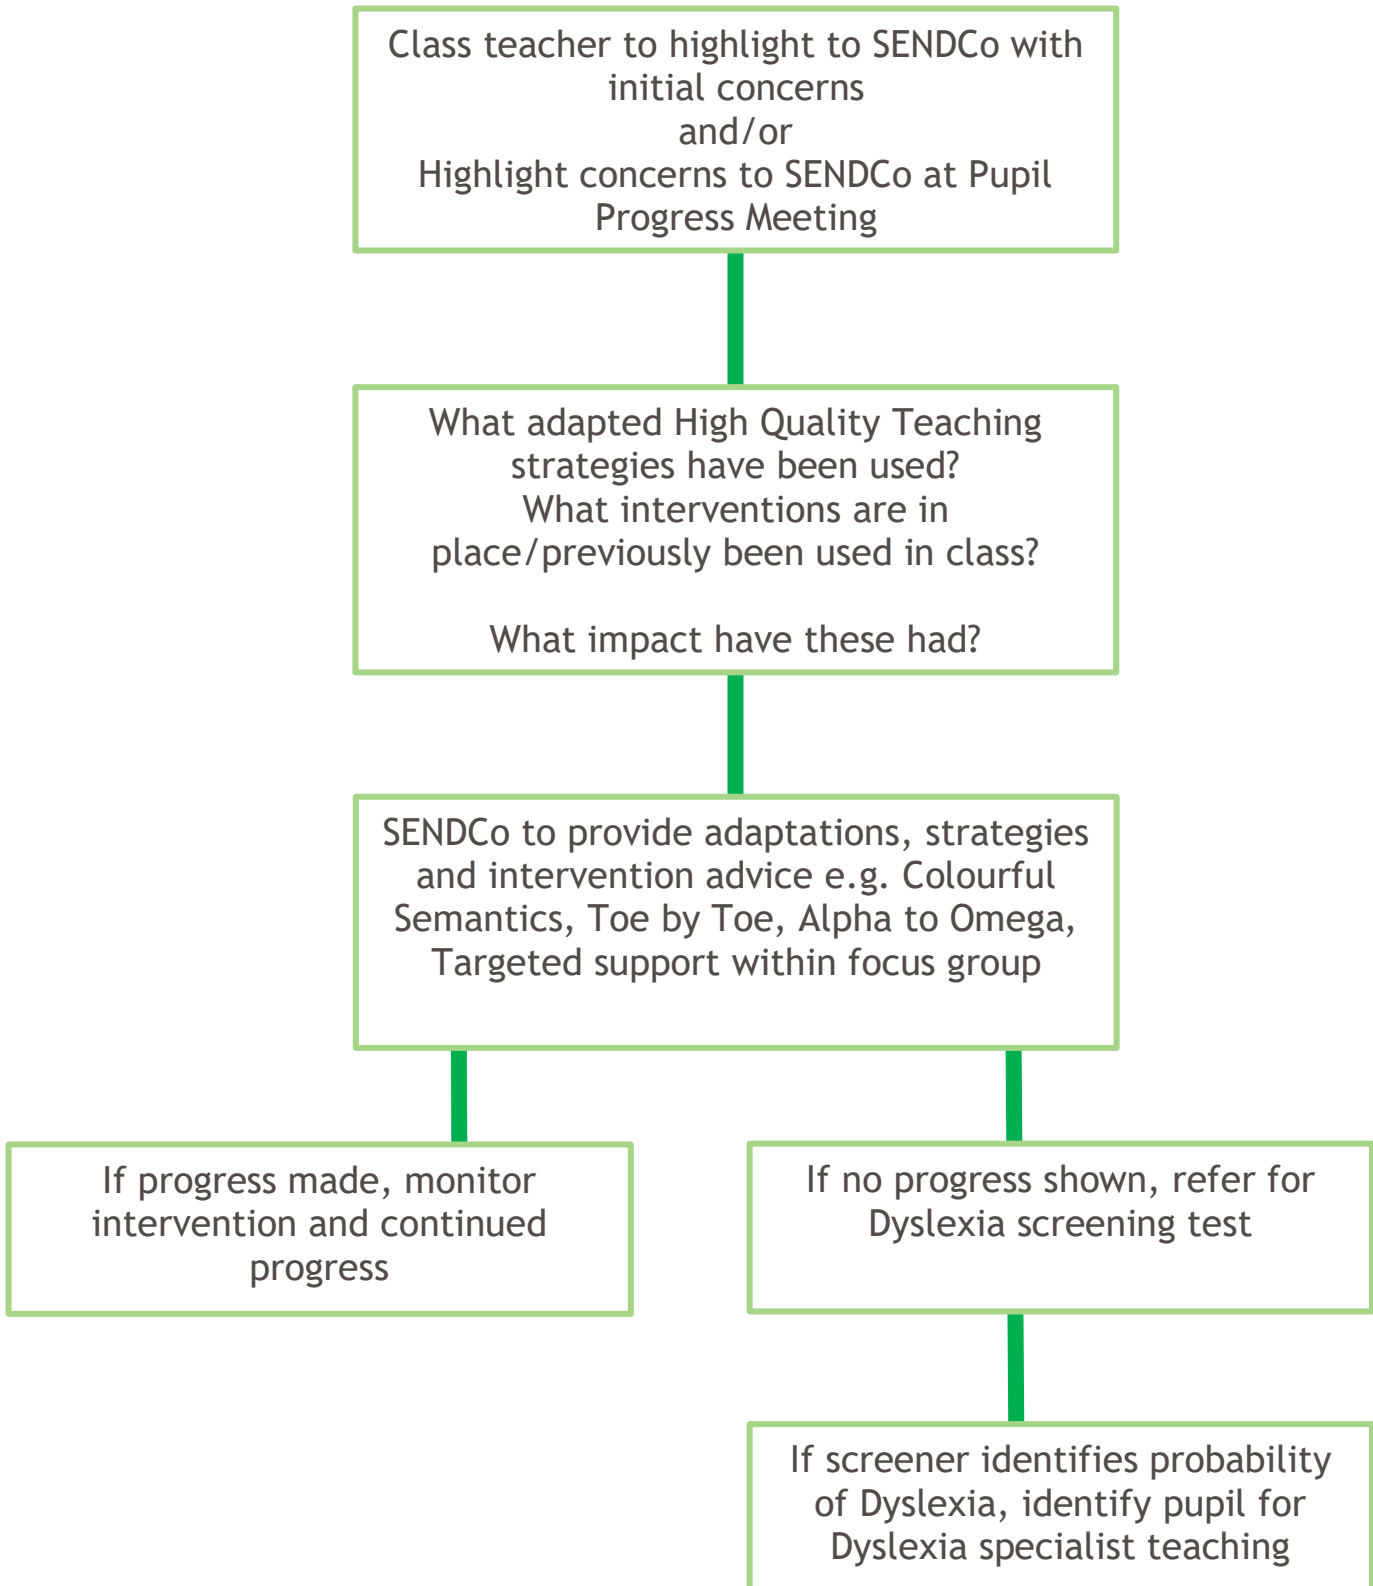 Class teacher to highlight to SENDCo with
initial concerns
and/or
Highlight concerns to SENDCo at Pupil
Progress Meeting
What adapted High Quality Teaching
strategies have been used?
What interventions are in
place/previously been used in class?
What impact have these had?
SENDCo to provide adaptations, strategies
and intervention advice e.g. Colourful
Semantics, Toe by Toe, Alpha to Omega,
Targeted support within focus group
If progress made, monitor
intervention and continued
progress
If no progress shown, refer for
Dyslexia screening test
If screener identifies probability
of Dyslexia, identify pupil for
Dyslexia specialist teaching